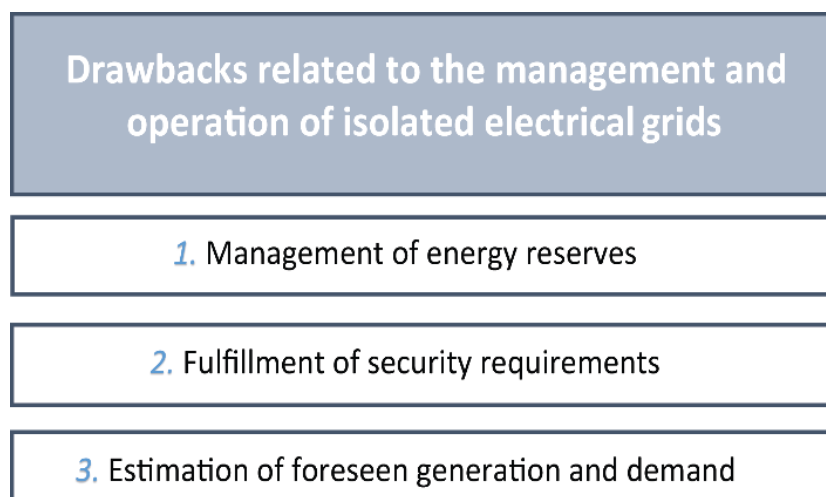 Drawbacks related to the management and
operation of isolated electrical grids
1. Management of energy reserves
2. Fulfillment of security requirements
3. Estimation of foreseen generation and demand